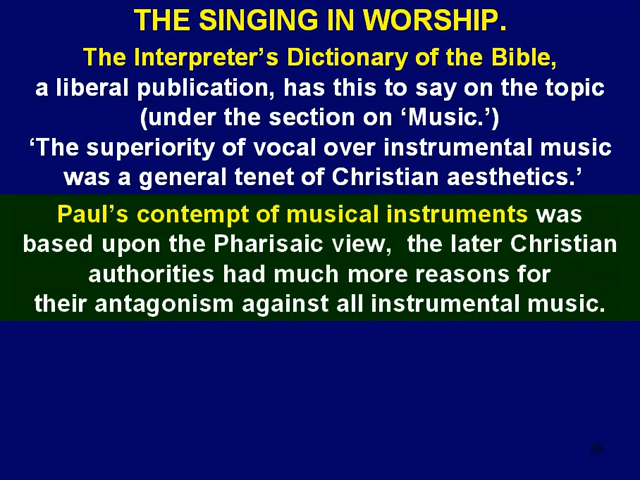 THE SINGING IN WORSHIP.
The Interpreter’s Dictionary of the Bible,
a liberal publication, has this to say on the topic
(under the section on ‘Music.’)
‘The superiority of vocal over instrumental music
was a general tenet of Christian aesthetics.’
Paul’s contempt of musical instruments was
based upon the Pharisaic view, the later Christian
authorities had much more reasons for
their antagonism against all instrumental music.